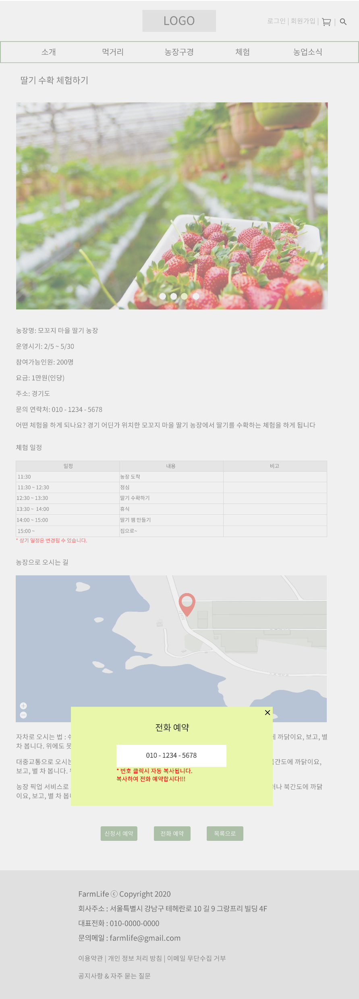 LOGO
로그인 | 회원가입 | |
소개 먹거리 농장구경 체험 농업소식
딸기 수확 체험하기
농장명: 모꼬지 마을 딸기 농장
운영시기: 2/5 ~ 5/30
참여가능인원: 200명
요금: 1만원(인당)
주소: 경기도
문의 연락처: 010 - 1234 - 5678
어떤 체험을 하게 되나요? 경기 어딘가 위치한 모꼬지 마을 딸기 농장에서 딸기를 수확하는 체험을 하게 됩니다
체험 일정
일정 내용 비고
11:30 농장 도착
11:30 ~ 12:30 점심
12:30 ~ 13:30 딸기 수확하기
13:30 ~ 14:00 휴식
14:00 ~ 15:00 딸기 잼 만들기
15:00 ~ 집으로~
* 상기 일정은 변경될 수 있습니다.
농장으로 오시는 길
전화 예약
010 - 1234 - 5678
* 번호 클릭시 자동 복사됩니다.
복사하여 전화 예약합시다!!!
자차로 오시는 법 : 까닭이요, 보고, 별
차 봅니다. 위에도
대중교통으로 까닭이요,
보고, 별 차 봅니다.
농장 픽업 서비스로 북간도에 까닭
이요, 보고, 별 차
신청서 예약 전화 예약 목록으로
FarmLife ⓒ Copyright 2020
회사주소 : 서울특별시 강남구 테헤란로 10 길 9 그랑프리 빌딩 4F
대표전화 : 010-0000-0000
문의메일 : farmlife@gmail.com
이용약관 | 개인 정보 처리 방침 | 이메일 무단수집 거부
공지사항 & 자주 묻는 질문